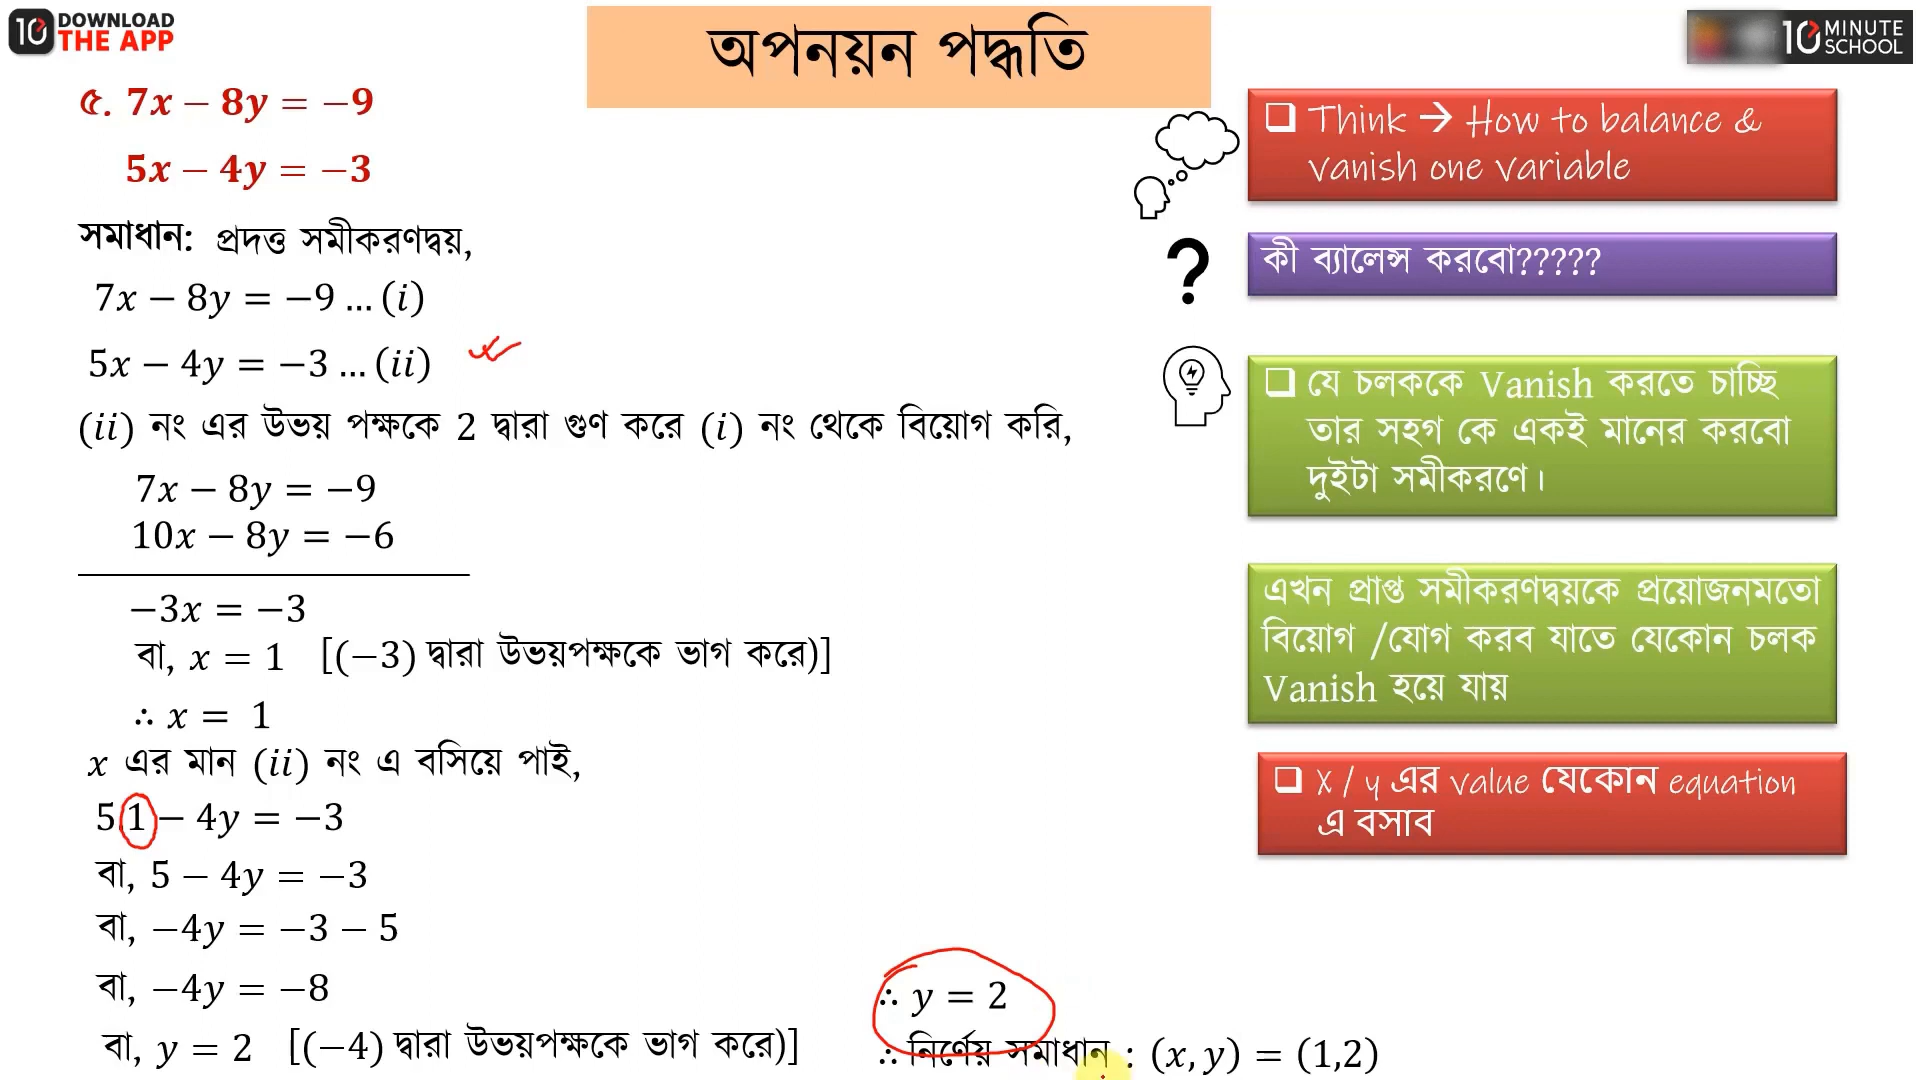 10 DOWNLOAD
THE APP
অপনয়ন পদ্ধতি
10 MINUTE
SCHOOL
৫. 7x − 8y = −9
5x − 4y = −3
সমাধান: প্রদত্ত সমীকরণদ্বয়,
7x − 8y = −9 ... (i)
5x − 4y = −3 ... (ii)
(ii) নং এর উভয় পক্ষকে 2 দ্বারা গুণ করে (i) নং থেকে বিয়োগ করি,
7x − 8y = −9
10x − 8y = −6
−3x = −3
বা, x = 1 [(−3) দ্বারা উভয়পক্ষকে ভাগ করে)]
∴ x = 1
x এর মান (ii) নং এ বসিয়ে পাই,
5.1 − 4y = −3
বা, 5 − 4y = −3
বা, −4y = −3 − 5
বা, −4y = −8
বা, y = 2 [(−4) দ্বারা উভয়পক্ষকে ভাগ করে)]
∴ y = 2
∴ নির্ণেয় সমাধান : (x, y) = (1,2)
Think → How to balance &
vanish one variable
?
কী ব্যালেন্স করবো?????
যে চলককে Vanish করতে চাচ্ছি
তার সহগ কে একই মানের করবো
দুইটা সমীকরণে।
এখন প্রাপ্ত সমীকরণদ্বয়কে প্রয়োজনমতো
বিয়োগ /যোগ করব যাতে যেকোন চলক
Vanish হয়ে যায়
X / y এর value যেকোন equation
এ বসাব